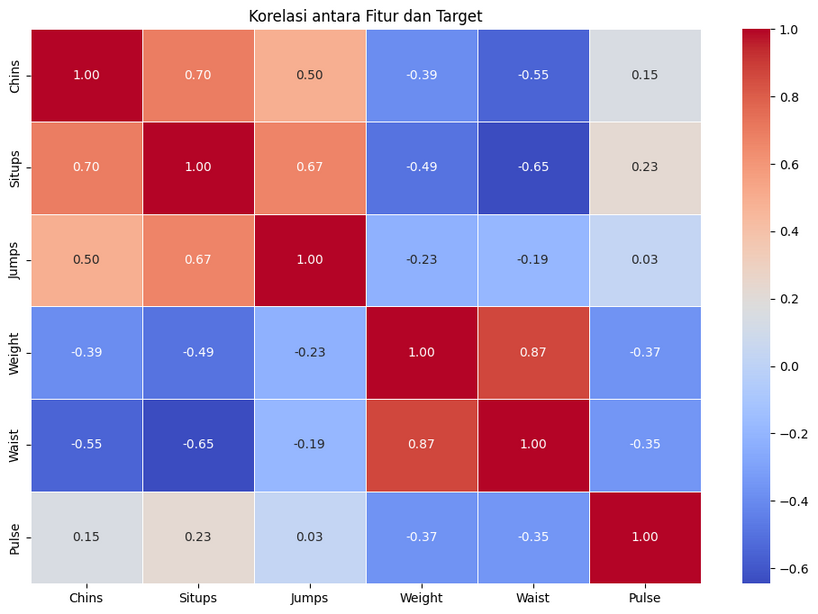 Korelasi antara Fitur dan Target
Chins 1.00 0.70 0.50 -0.39 -0.55 0.15
Situps 0.70 1.00 0.67 -0.49 -0.65 0.23
Jumps 0.50 0.67 1.00 -0.23 -0.19 0.03
Weight -0.39 -0.49 -0.23 1.00 0.87 -0.37
Waist -0.55 -0.65 -0.19 0.87 1.00 -0.35
Pulse 0.15 0.23 0.03 -0.37 -0.35 1.00
Chins Situps Jumps Weight Waist Pulse
1.0
0.8
0.6
0.4
0.2
0.0
−0.2
−0.4
−0.6